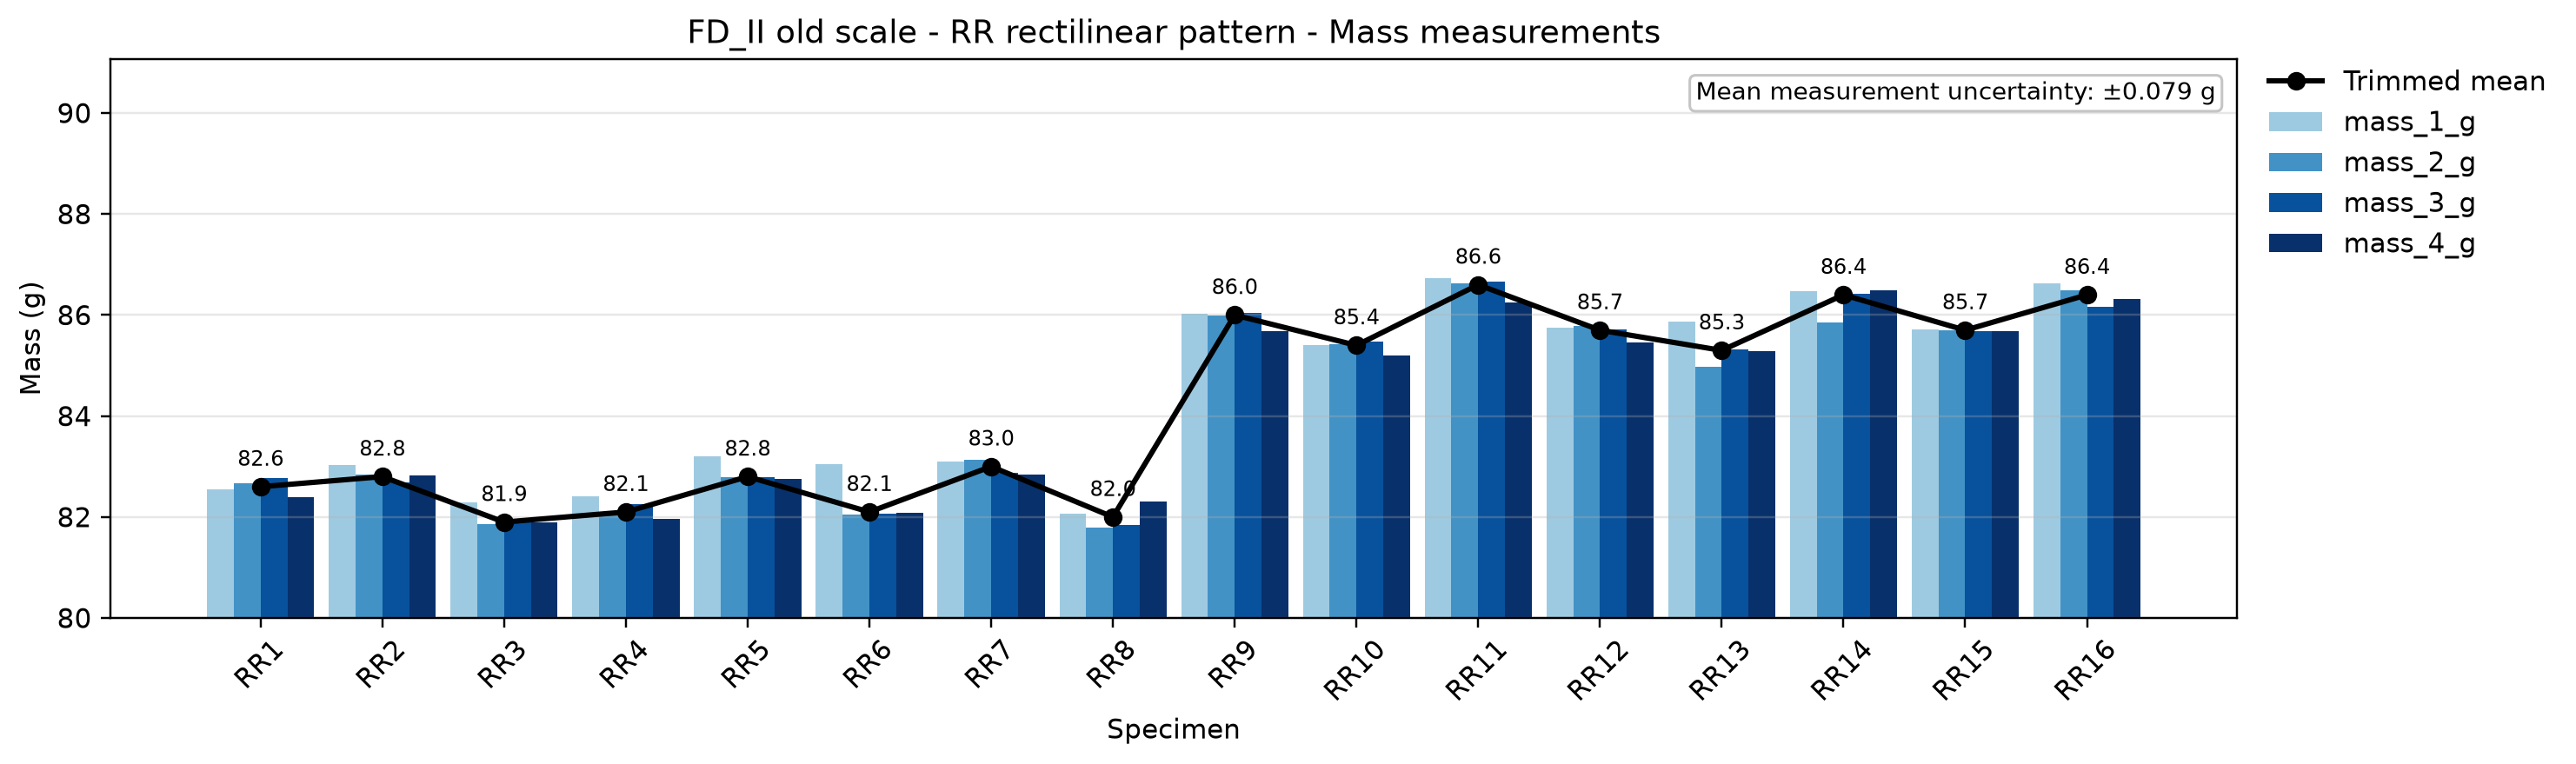 FD_II old scale - RR rectilinear pattern - Mass measurements
Mean measurement uncertainty: ±0.079 g
Trimmed mean
mass_1_g
mass_2_g
mass_3_g
mass_4_g
Mass (g)
90
88
86
84
82
80
82.6
82.8
81.9
82.1
82.8
82.1
83.0
82.0
86.0
85.4
86.6
85.7
85.3
86.4
85.7
86.4
RR1
RR2
RR3
RR4
RR5
RR6
RR7
RR8
RR9
RR10
RR11
RR12
RR13
RR14
RR15
RR16
Specimen